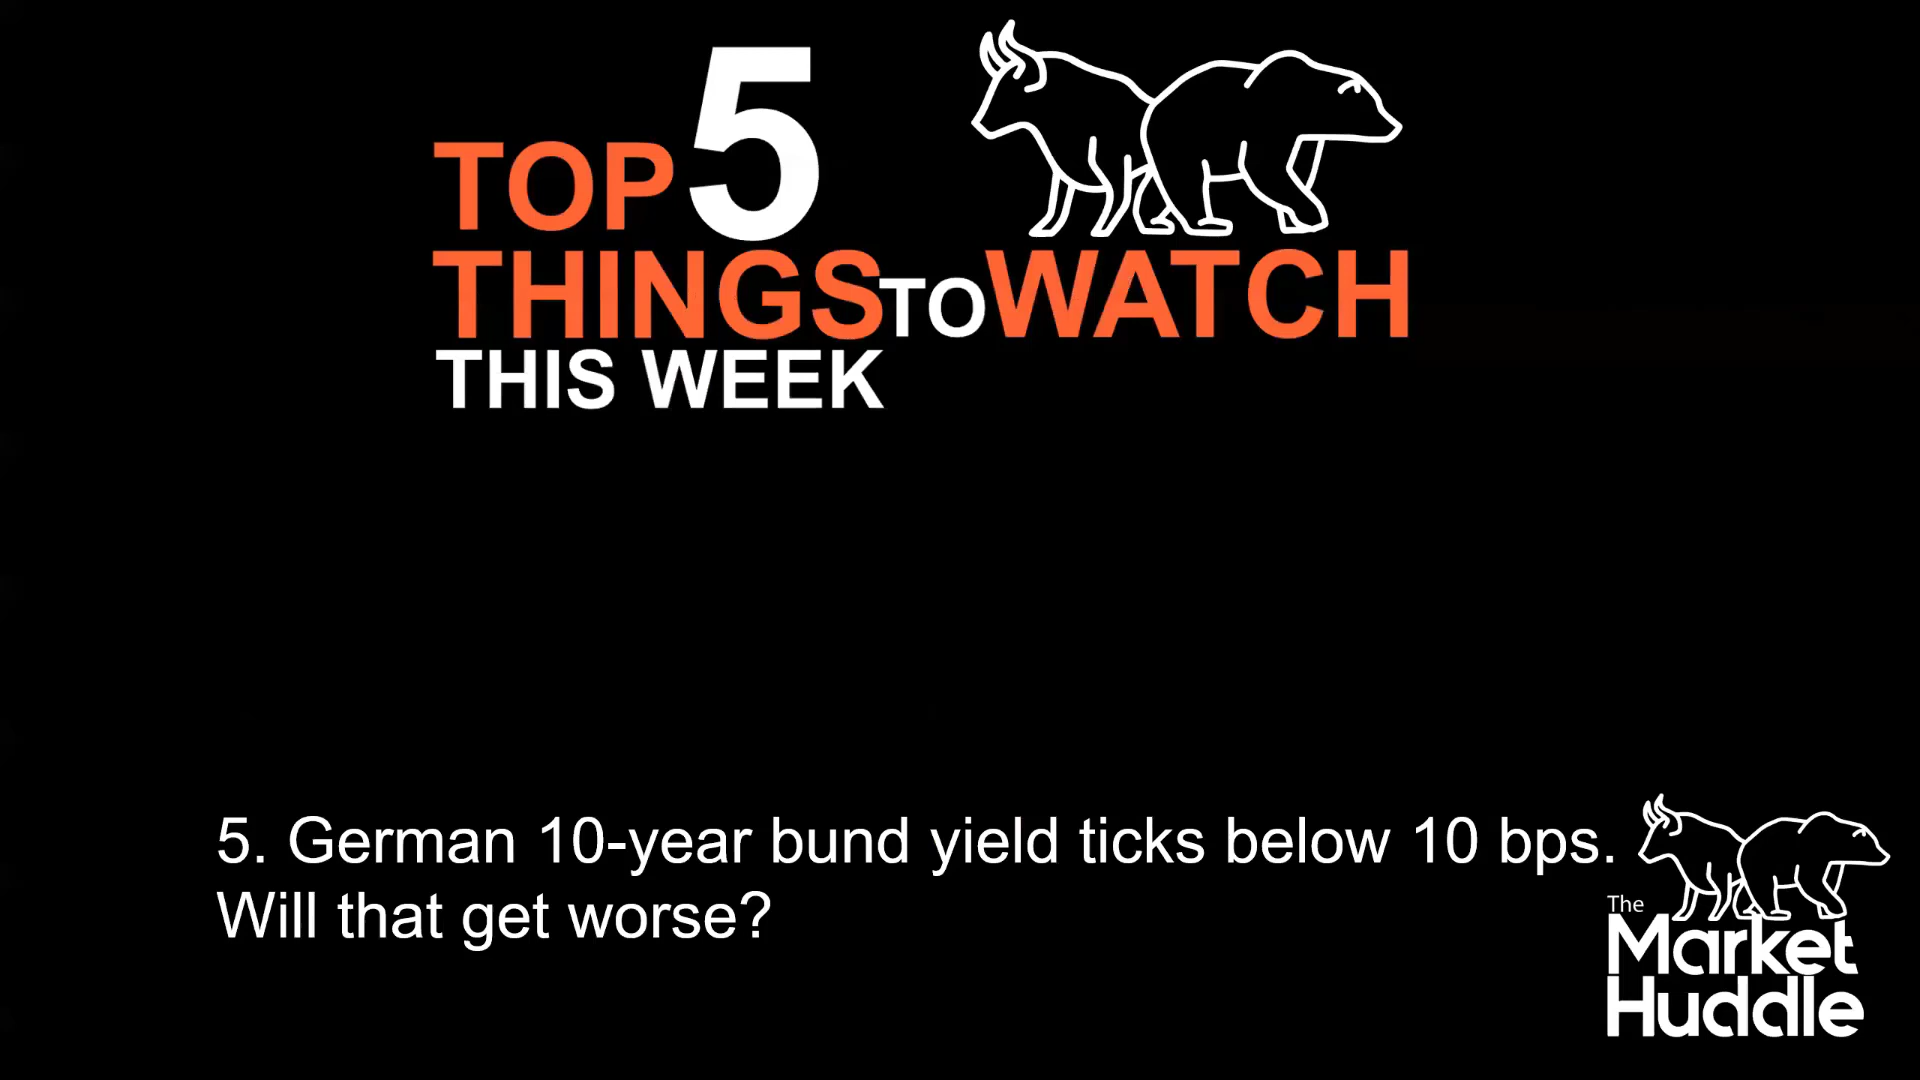 TOP 5
THINGS TO WATCH
THIS WEEK
5. German 10-year bund yield ticks below 10 bps.
Will that get worse?
The
Market
Huddle